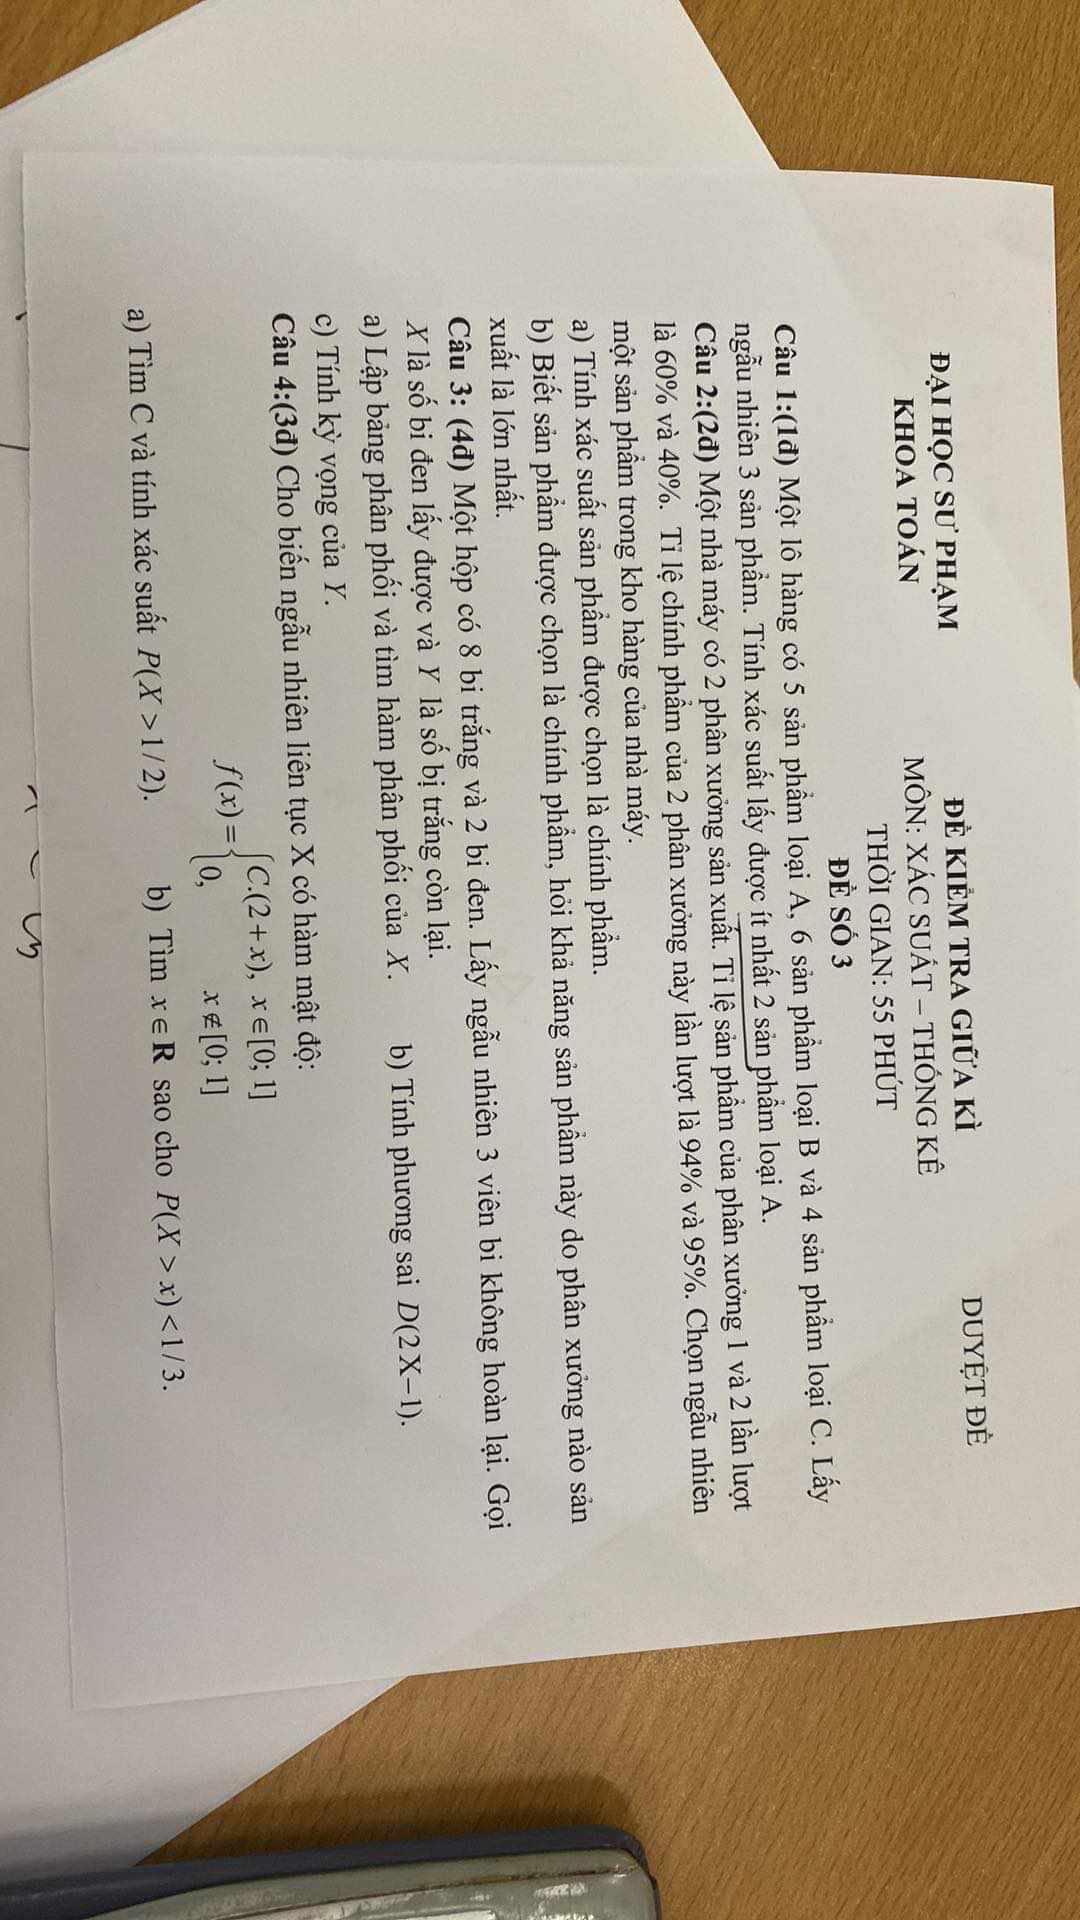 ĐẠI HỌC SƯ PHẠM
KHOA TOÁN
ĐỀ KIỂM TRA GIỮA KÌ
MÔN: XÁC SUẤT – THỐNG KÊ
THỜI GIAN: 55 PHÚT
ĐỀ SỐ 3
DUYỆT ĐỀ
Câu 1:(1đ) Một lô hàng có 5 sản phẩm loại A, 6 sản phẩm loại B và 4 sản phẩm loại C. Lấy
ngẫu nhiên 3 sản phẩm. Tính xác suất lấy được ít nhất 2 sản phẩm loại A.
Câu 2:(2đ) Một nhà máy có 2 phân xưởng sản xuất. Tỉ lệ sản phẩm của phân xưởng 1 và 2 lần lượt
là 60% và 40%. Tỉ lệ chính phẩm của 2 phân xưởng này lần lượt là 94% và 95%. Chọn ngẫu nhiên
một sản phẩm trong kho hàng của nhà máy.
a) Tính xác suất sản phẩm được chọn là chính phẩm.
b) Biết sản phẩm được chọn là chính phẩm, hỏi khả năng sản phẩm này do phân xưởng nào sản
xuất là lớn nhất.
Câu 3: (4đ) Một hộp có 8 bi trắng và 2 bi đen. Lấy ngẫu nhiên 3 viên bi không hoàn lại. Gọi
X là số bi đen lấy được và Y là số bị trắng còn lại.
a) Lập bảng phân phối và tìm hàm phân phối của X. b) Tính phương sai D(2X−1).
c) Tính kỳ vọng của Y.
Câu 4:(3đ) Cho biến ngẫu nhiên liên tục X có hàm mật độ:
f(x) = { C.(2+x), x∈[0; 1]
0, x∉[0; 1]
a) Tìm C và tính xác suất P(X >1/2). b) Tìm x∈R sao cho P(X > x) <1/3.